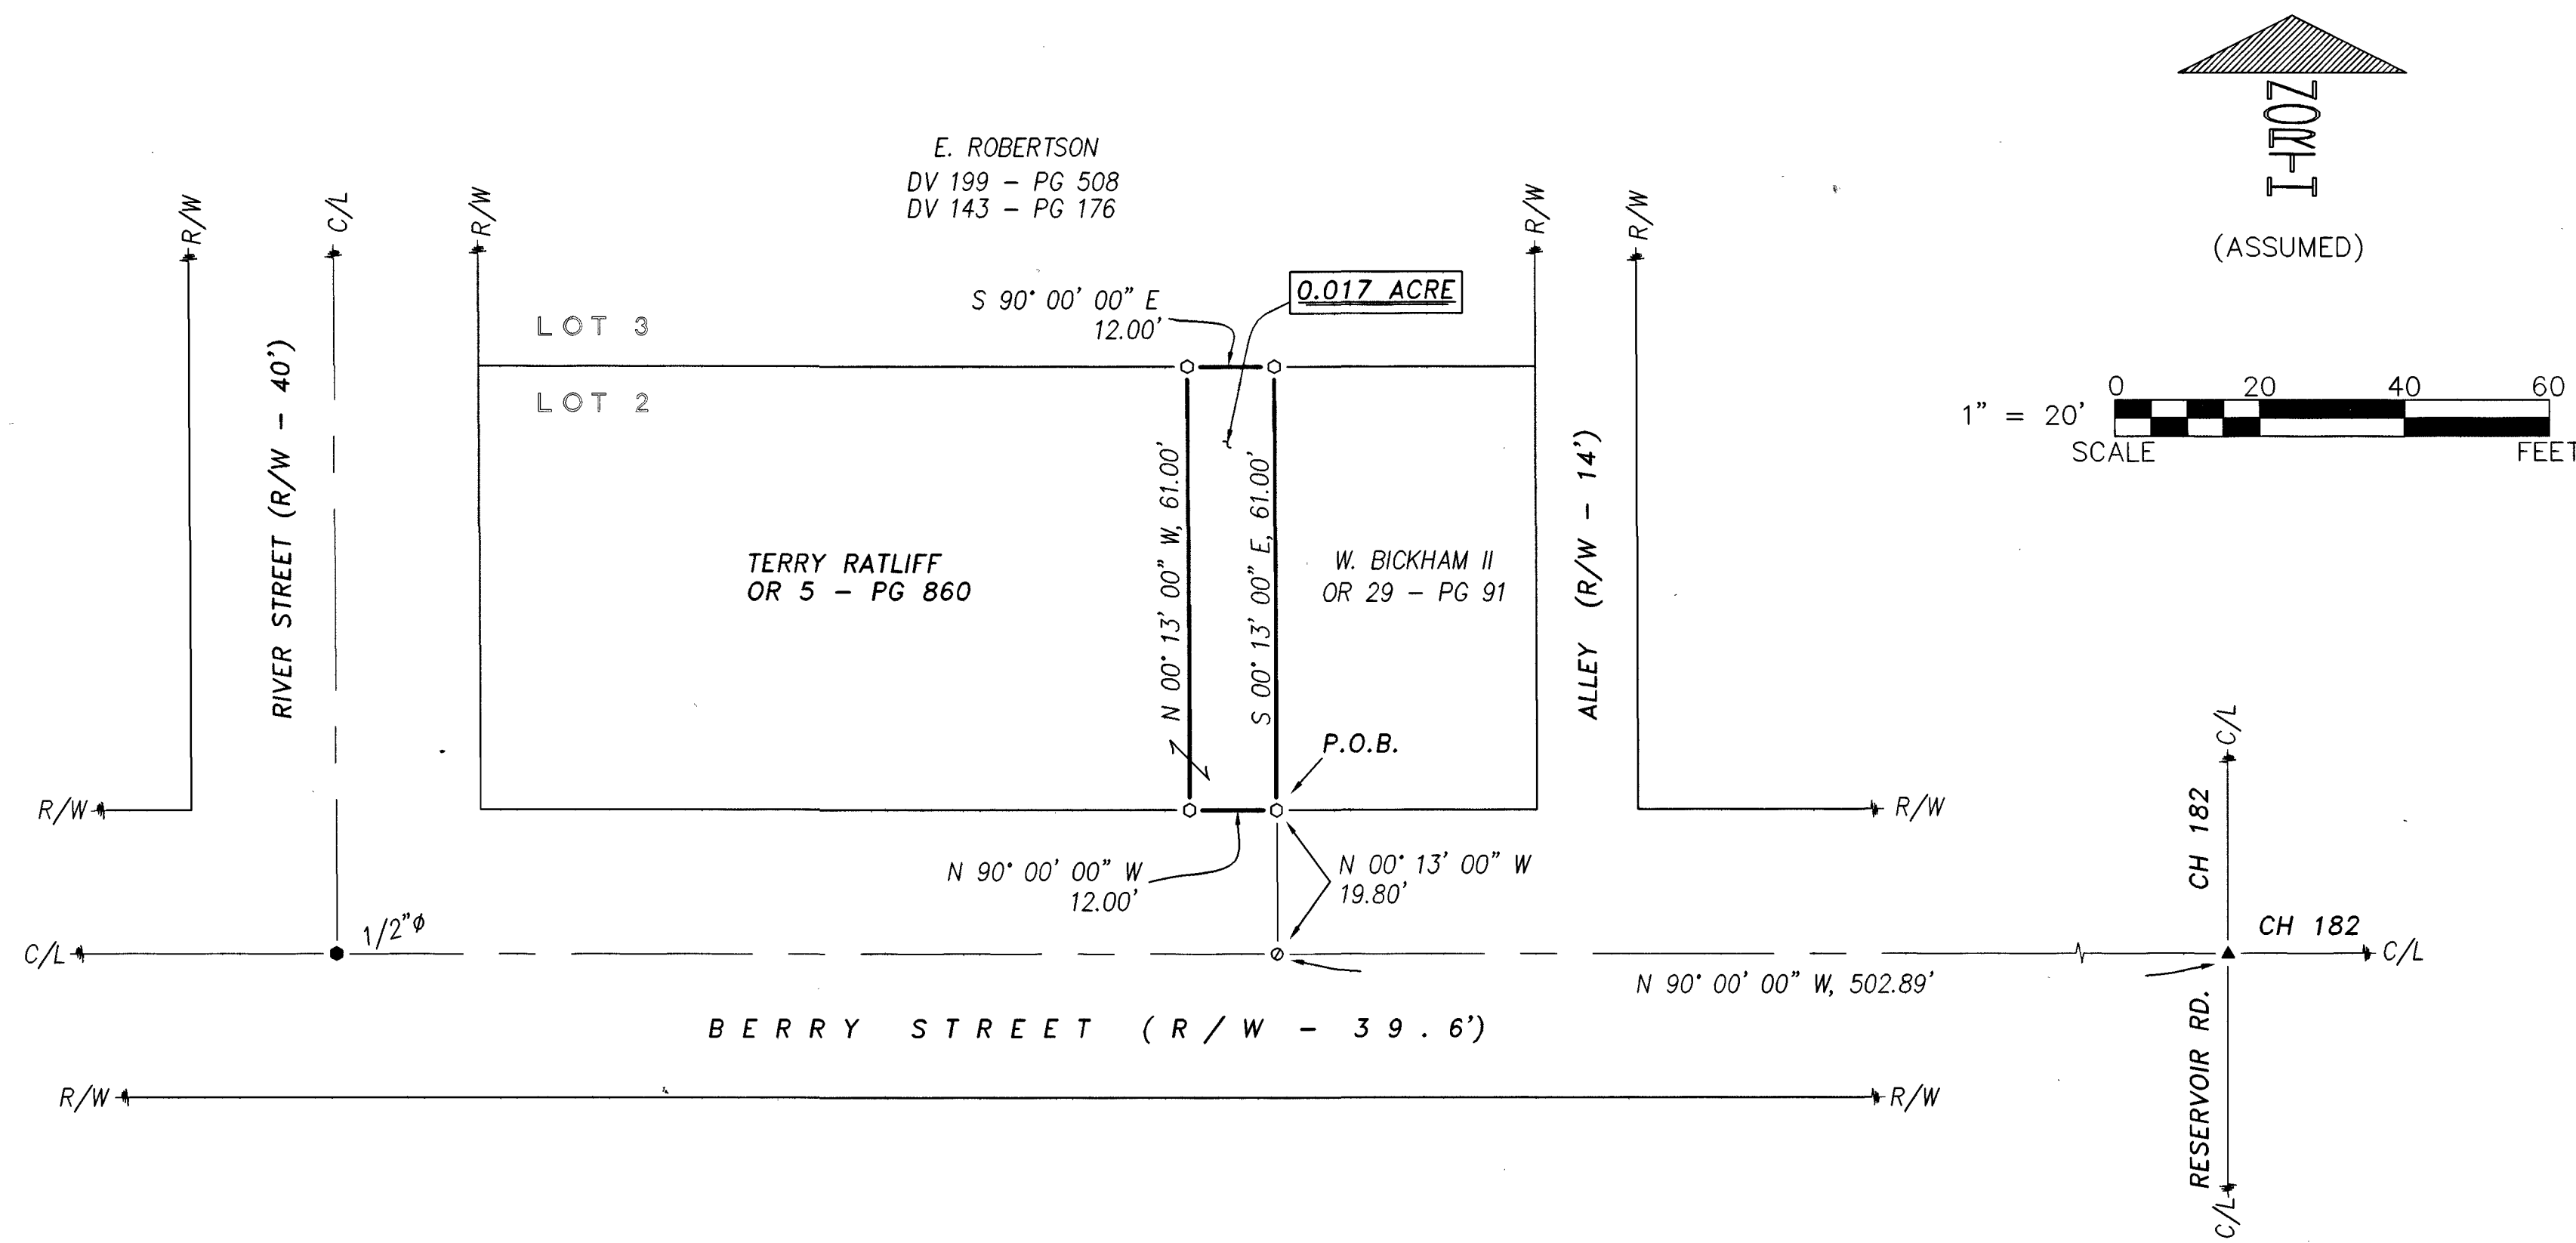 NORTH
(ASSUMED)
E. ROBERTSON
DV 199 – PG 508
DV 143 – PG 176
R/W
C/L
R/W
R/W
R/W
S 90° 00' 00" E
12.00'
0.017 ACRE
LOT 3
LOT 2
RIVER STREET (R/W – 40')
0 20 40 60
1" = 20'
SCALE FEET
TERRY RATLIFF
OR 5 – PG 860
N 00° 13' 00" W, 61.00'
S 00° 13' 00" E, 61.00'
W. BICKHAM II
OR 29 – PG 91
ALLEY (R/W – 14')
P.O.B.
R/W
R/W
N 90° 00' 00" W
12.00'
N 00° 13' 00" W
19.80'
C/L
CH 182
CH 182
C/L
1/2"ϕ
C/L
N 90° 00' 00" W, 502.89'
BERRY STREET (R/W – 39.6')
RESERVOIR RD.
C/L
R/W
R/W